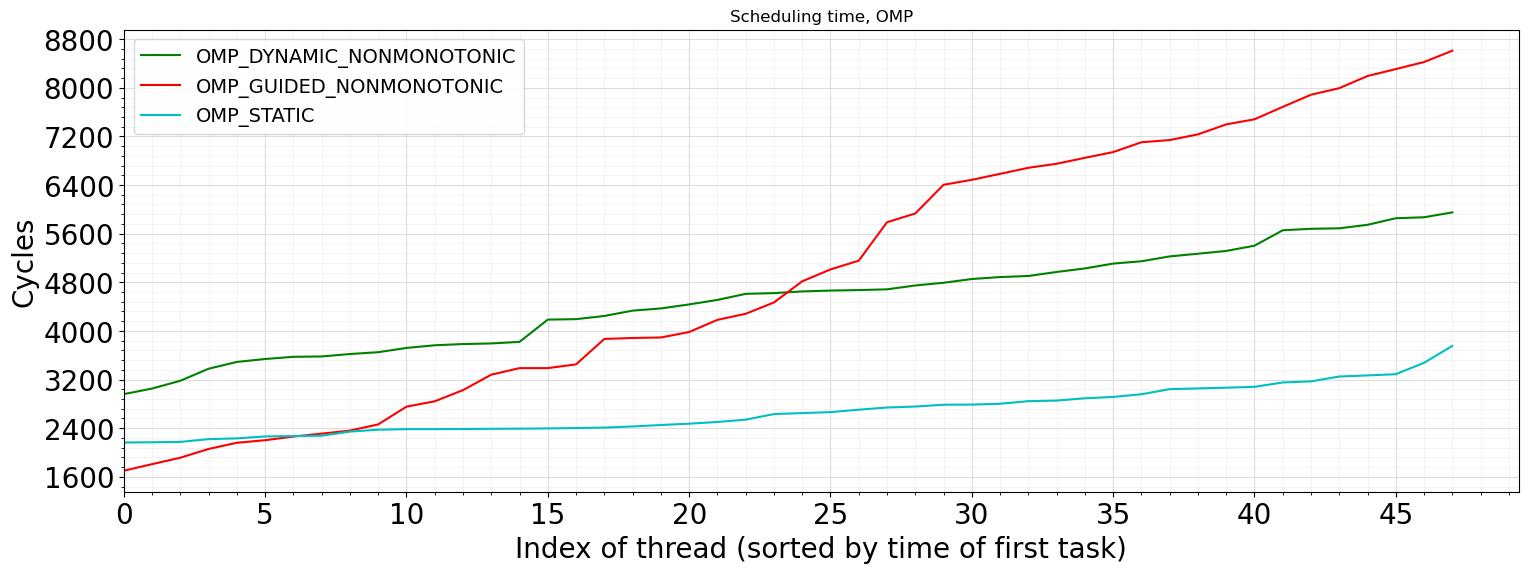 Scheduling time, OMP
OMP_DYNAMIC_NONMONOTONIC
OMP_GUIDED_NONMONOTONIC
OMP_STATIC
Cycles
8800
8000
7200
6400
5600
4800
4000
3200
2400
1600
0 5 10 15 20 25 30 35 40 45
Index of thread (sorted by time of first task)